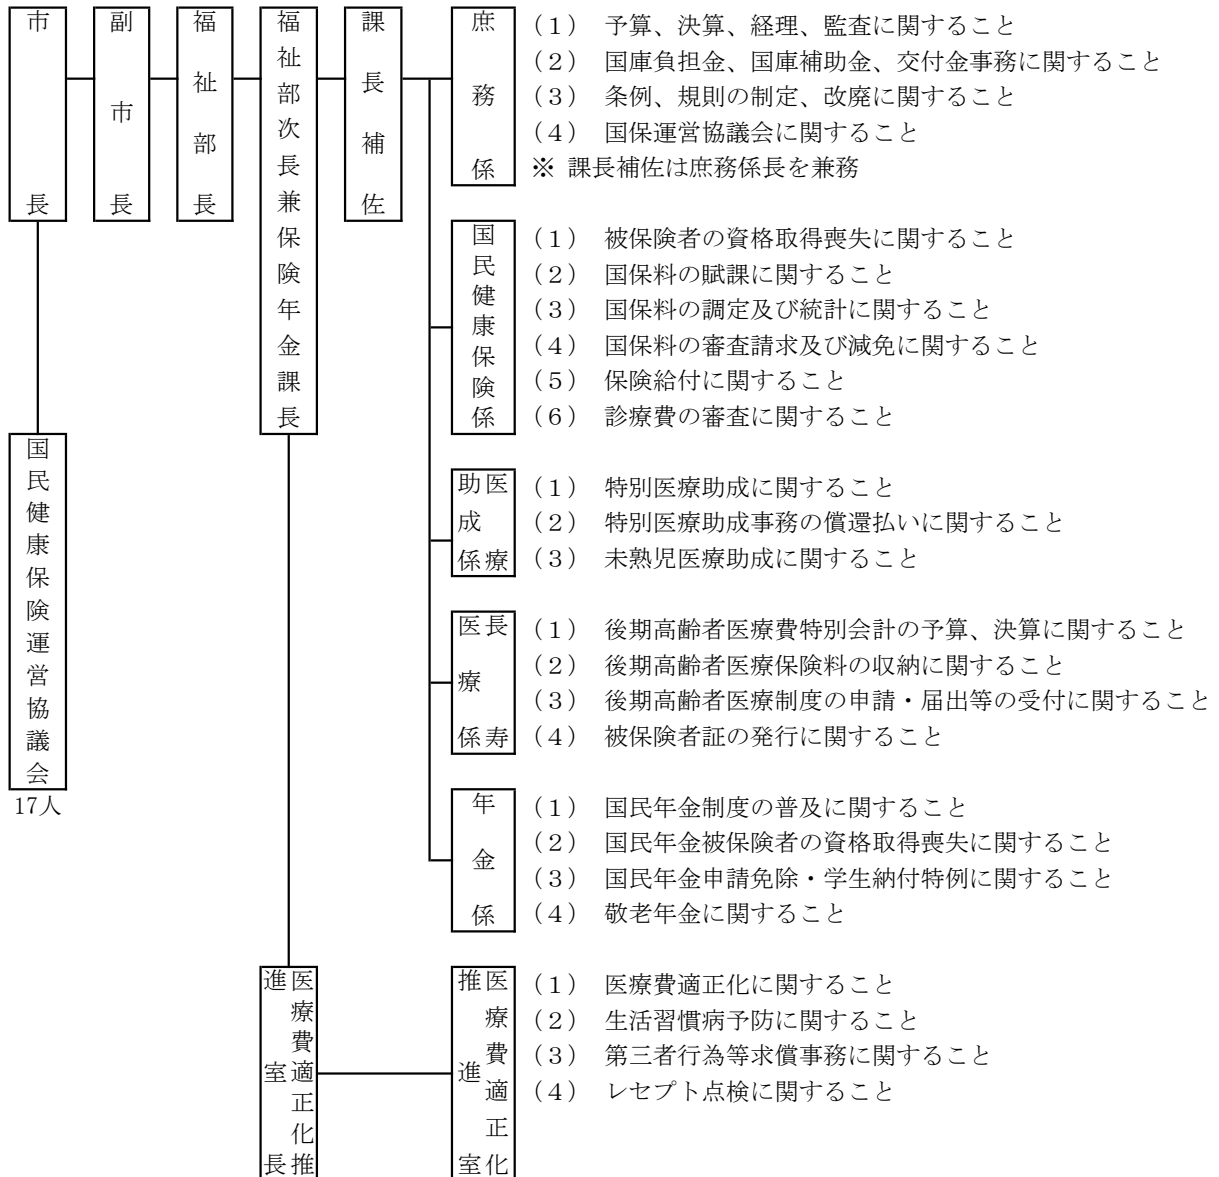 市長
副市長
福祉部長
福祉部次長兼保険年金課長
課長補佐
庶務係
(1) 予算、決算、経理、監査に関すること
(2) 国庫負担金、国庫補助金、交付金事務に関すること
(3) 条例、規則の制定、改廃に関すること
(4) 国保運営協議会に関すること
※ 課長補佐は庶務係長を兼務
国民健康保険係
(1) 被保険者の資格取得喪失に関すること
(2) 国保料の賦課に関すること
(3) 国保料の調定及び統計に関すること
(4) 国保料の審査請求及び減免に関すること
(5) 保険給付に関すること
(6) 診療費の審査に関すること
国民健康保険運営協議会
17人
医療助成係
(1) 特別医療助成に関すること
(2) 特別医療助成事務の償還払いに関すること
(3) 未熟児医療助成に関すること
長寿医療係
(1) 後期高齢者医療費特別会計の予算、決算に関すること
(2) 後期高齢者医療保険料の収納に関すること
(3) 後期高齢者医療制度の申請・届出等の受付に関すること
(4) 被保険者証の発行に関すること
年金係
(1) 国民年金制度の普及に関すること
(2) 国民年金被保険者の資格取得喪失に関すること
(3) 国民年金申請免除・学生納付特例に関すること
(4) 敬老年金に関すること
医療費適正化推進室長
医療費適正化推進室
(1) 医療費適正化に関すること
(2) 生活習慣病予防に関すること
(3) 第三者行為等求償事務に関すること
(4) レセプト点検に関すること